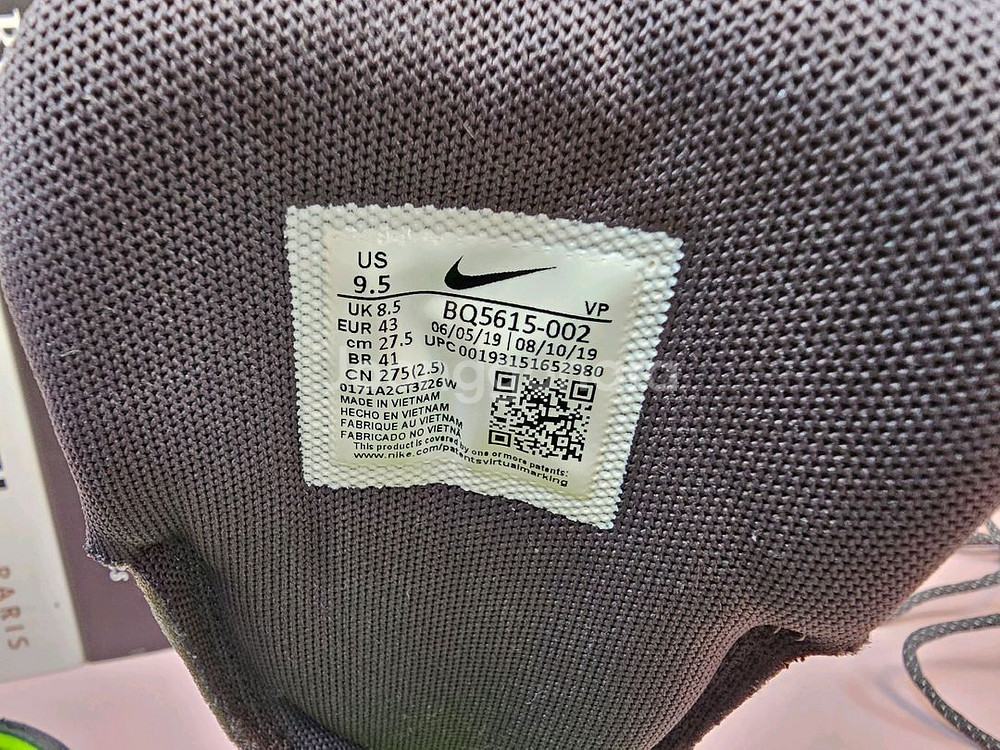 US
9.5
VP
UK 8.5
BQ5615-002
EUR 43
06/05/19 | 08/10/19
cm 27.5
UPC 00193151652980
BR 41
CN 275(2.5)
0171A2CT3Z26W
MADE IN VIETNAM
HECHO EN VIETNAM
FABRIQUE AU VIETNAM
FABRICADO NO VIETNÃ
This product is covered by one or more patents:
www.nike.com/patentsvirtualmarking
PARIS